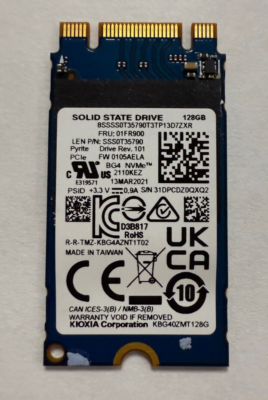 SOLID STATE DRIVE 128GB
8SSSS0T35790T3TP13D7ZXR
FRU: 01FR900
LEN P/N: SSS0T35790
Pyrite Drive Rev. 101
PCIe FW 0105AELA
BG4 NVMe™
2110KEZ
E319571 13MAR2021
PSID +3.3 V 0.9A S/N 31DPCDZ0QXQ2
D3B817
RoHS
R-R-TMZ-KBG4AZNT1T02
MADE IN TAIWAN
UK
CA
CE
10
CAN ICES-3(B) / NMB-3(B)
WARRANTY VOID IF REMOVED
KIOXIA Corporation KBG40ZMT128G